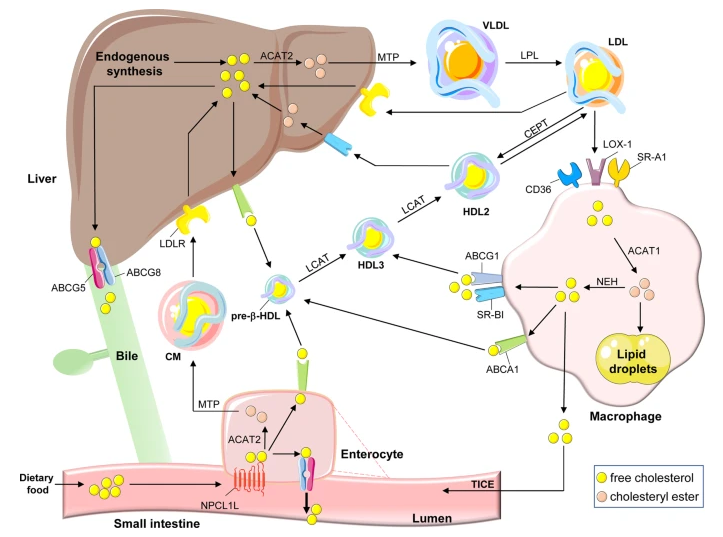 VLDL
LDL
Endogenous
synthesis
ACAT2
MTP
LPL
CEPT
LOX-1
SR-A1
CD36
Liver
HDL2
LCAT
HDL3
LCAT
LDLR
ABCG5
ABCG8
ABCG1
SR-BI
ACAT1
NEH
pre-β-HDL
CM
Bile
ABCA1
Lipid
droplets
Macrophage
MTP
ACAT2
Enterocyte
Dietary
food
NPCL1L
TICE
Small intestine
Lumen
free cholesterol
cholesteryl ester